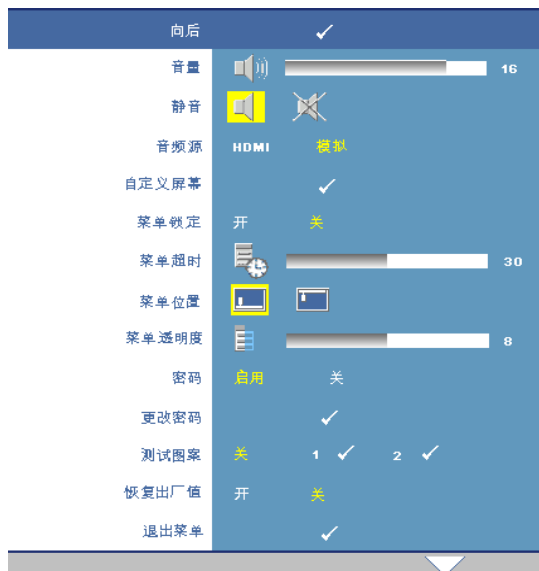 向后
音量 16
静音
音频源 HDMI 模拟
自定义屏幕
菜单锁定 开 关
菜单超时 30
菜单位置
菜单透明度 8
密码 启用 关
更改密码
测试图案 关 1 2
恢复出厂值 开 关
退出菜单